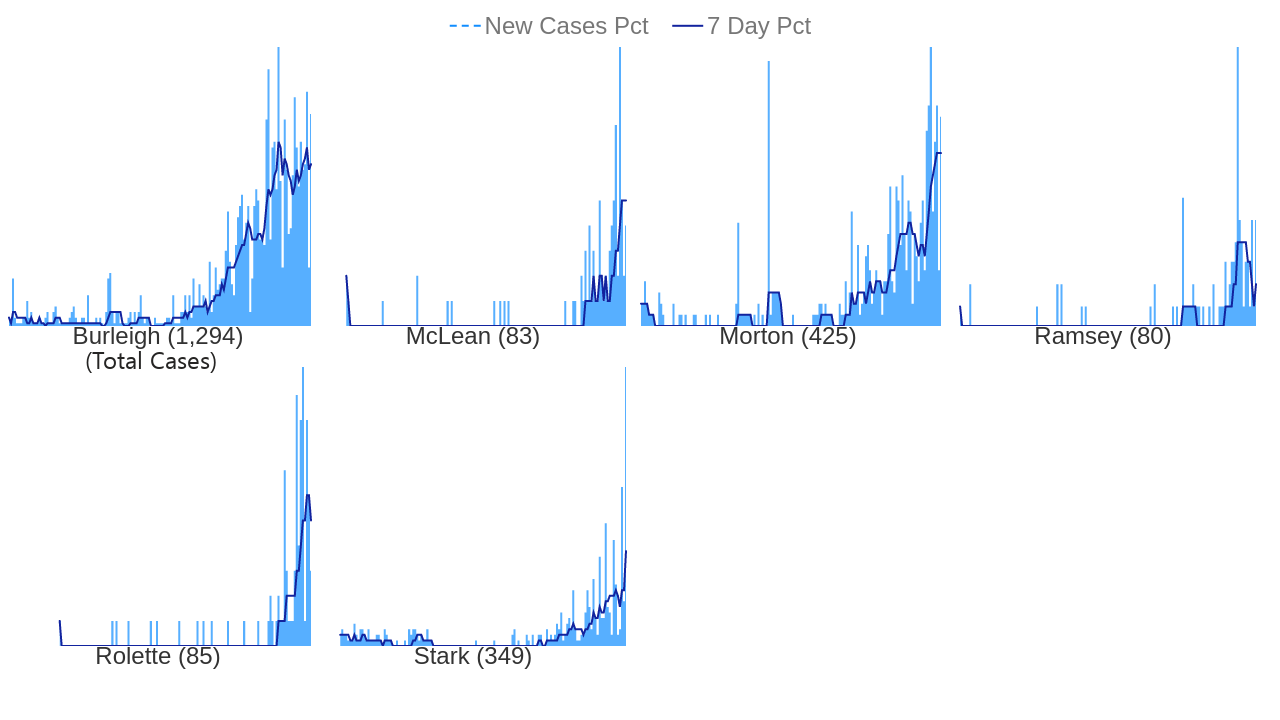 New Cases Pct 7 Day Pct
Burleigh (1,294)
(Total Cases)
McLean (83)
Morton (425)
Ramsey (80)
Rolette (85)
Stark (349)